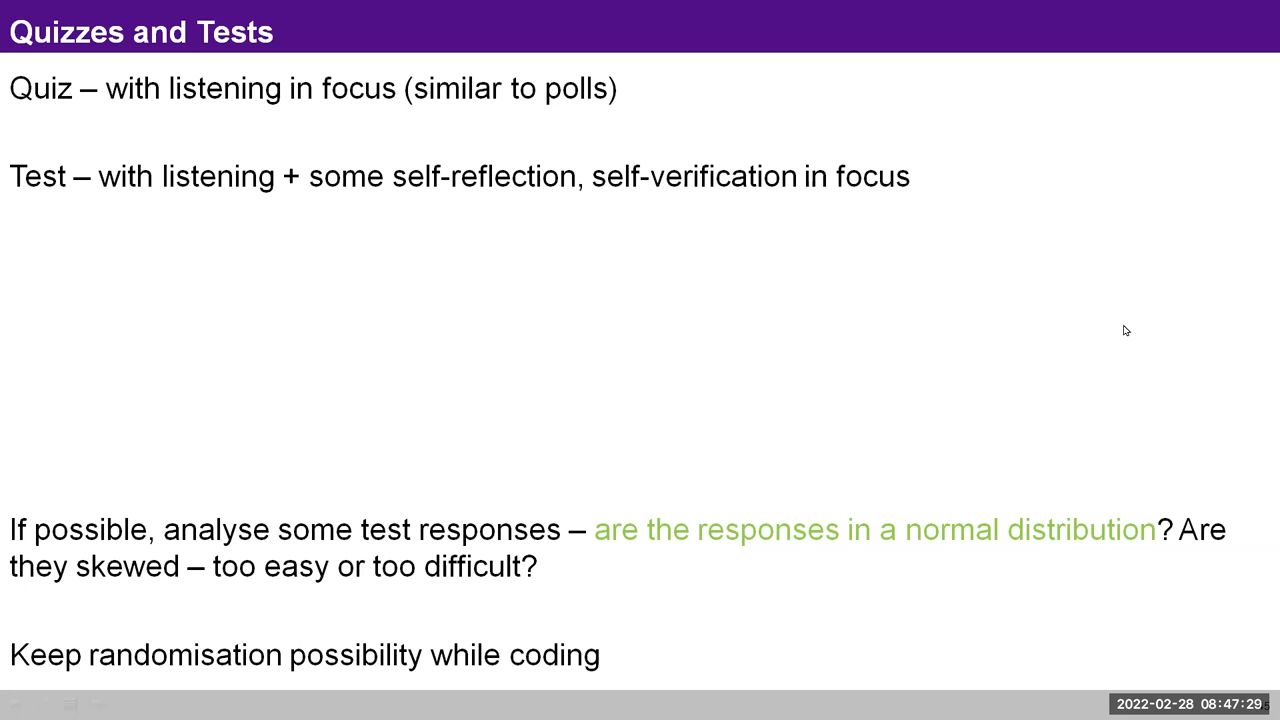 Quizzes and Tests
Quiz – with listening in focus (similar to polls)
Test – with listening + some self-reflection, self-verification in focus
If possible, analyse some test responses – are the responses in a normal distribution? Are
they skewed – too easy or too difficult?
Keep randomisation possibility while coding
2022-02-28 08:47:29